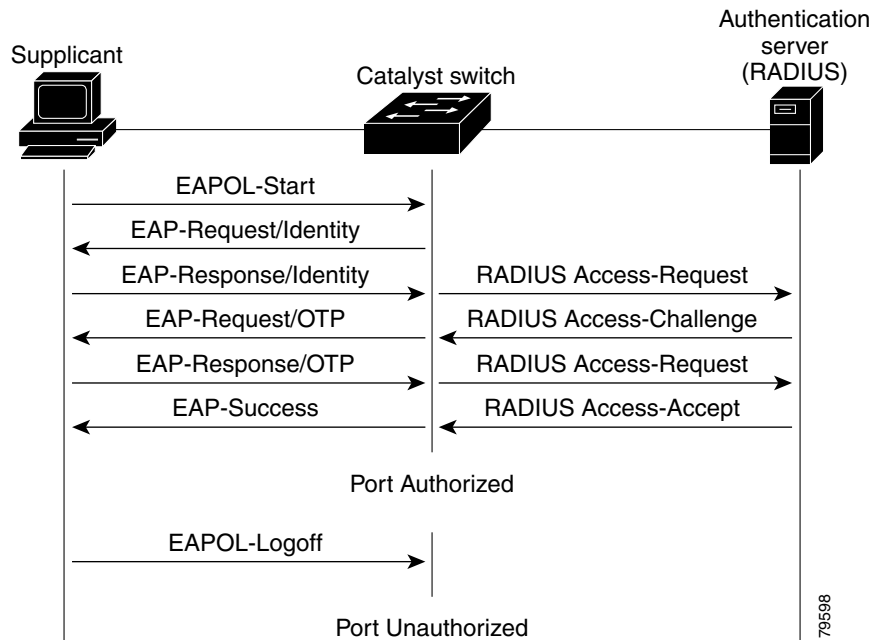 Supplicant
Catalyst switch
Authentication
server
(RADIUS)
EAPOL-Start
EAP-Request/Identity
EAP-Response/Identity
RADIUS Access-Request
EAP-Request/OTP
RADIUS Access-Challenge
EAP-Response/OTP
RADIUS Access-Request
EAP-Success
RADIUS Access-Accept
Port Authorized
EAPOL-Logoff
Port Unauthorized
79598